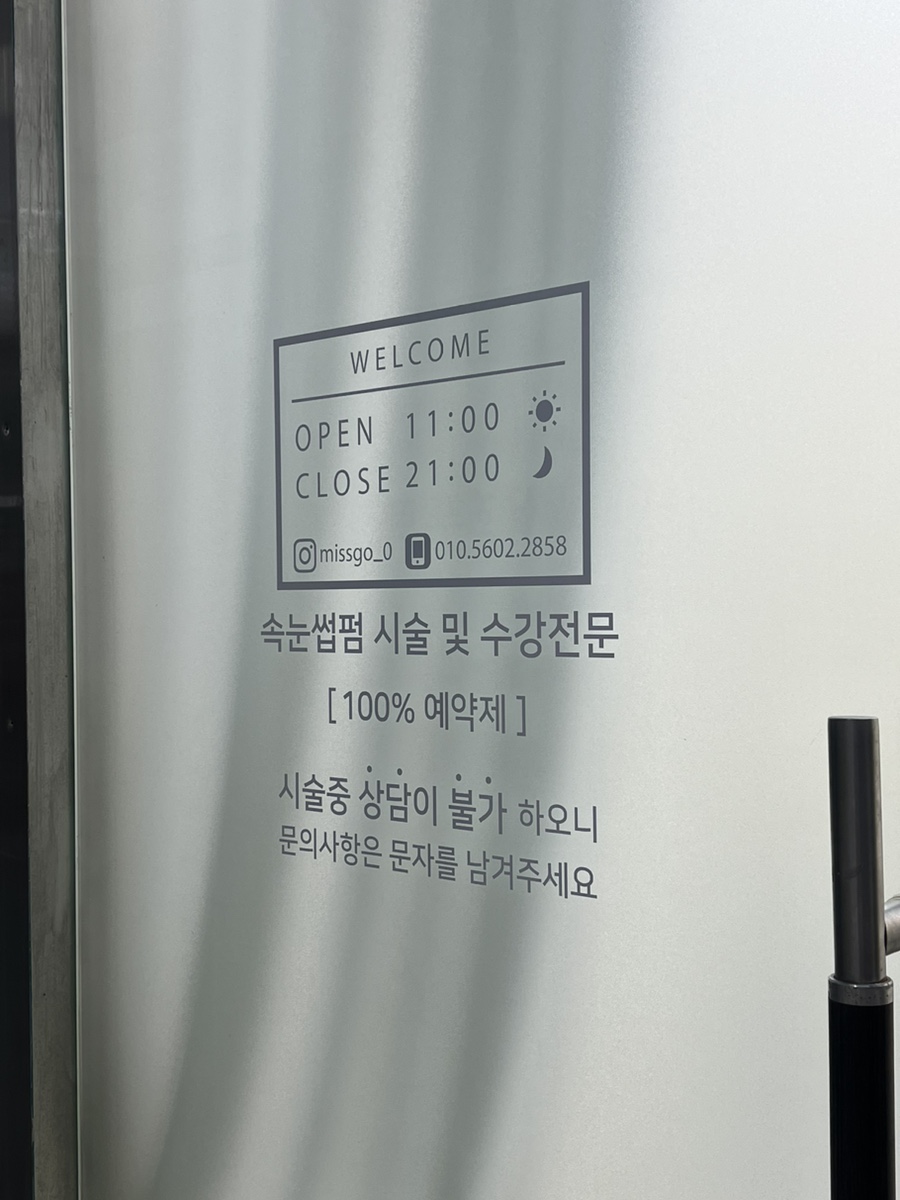 WELCOME
OPEN 11:00
CLOSE 21:00
missgo_0 010.5602.2858
속눈썹펌 시술 및 수강전문
[ 100% 예약제 ]
시술중 상담이 불가 하오니
문의사항은 문자를 남겨주세요